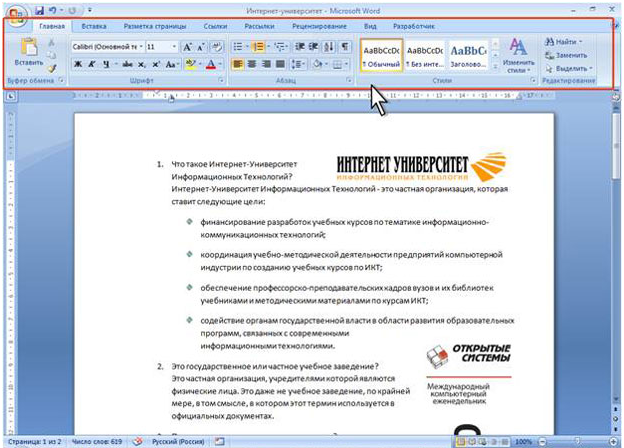 Интернет-университет - Microsoft Word
Главная Вставка Разметка страницы Ссылки Рассылки Рецензирование Вид Разработчик
Calibri (Основной те 11
AaBbCcDc AaBbCcDc AaBbC
Вставить
¶ Обычный ¶ Без инте... Заголово...
Изменить стили
Найти
Заменить
Выделить
Буфер обмена Шрифт Абзац Стили Редактирование
1. Что такое Интернет-Университет
Информационных Технологий?
ИНТЕРНЕТ УНИВЕРСИТЕТ
ИНФОРМАЦИОННЫХ ТЕХНОЛОГИЙ
Интернет-Университет Информационных Технологий - это частная организация, которая
ставит следующие цели:
финансирование разработок учебных курсов по тематике информационно-
коммуникационных технологий;
координация учебно-методической деятельности предприятий компьютерной
индустрии по созданию учебных курсов по ИКТ;
обеспечение профессорско-преподавательских кадров вузов и их библиотек
учебниками и методическими материалами по курсам ИКТ;
содействие органам государственной власти в области развития образовательных
программ, связанных с современными
информационными технологиями.
2. Это государственное или частное учебное заведение?
Это частная организация, учредителями которой являются
физические лица. Это даже не учебное заведение, по крайней
мере, в том смысле, в котором этот термин используется в
официальных документах.
ОТКРЫТЫЕ
СИСТЕМЫ
Международный
компьютерный
еженедельник
Страница: 1 из 2 Число слов: 619 Русский (Россия) 100%